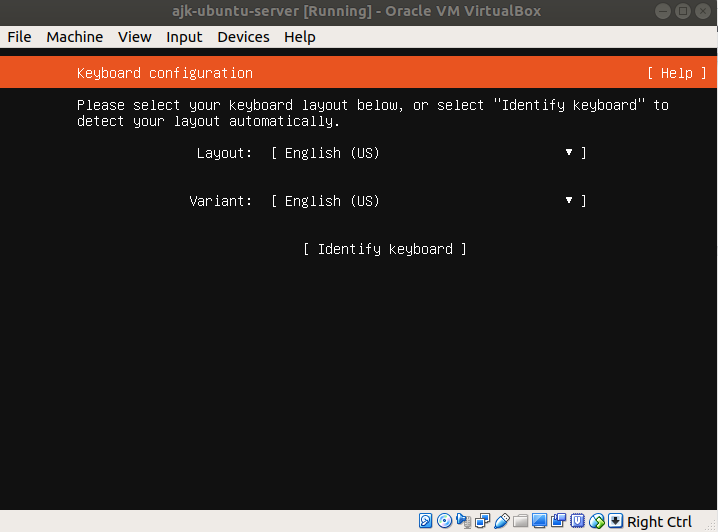 ajk-ubuntu-server [Running] - Oracle VM VirtualBox
File Machine View Input Devices Help
Keyboard configuration [ Help ]
Please select your keyboard layout below, or select "Identify keyboard" to
detect your layout automatically.
Layout: [ English (US) ▾ ]
Variant: [ English (US) ▾ ]
[ Identify keyboard ]
Right Ctrl